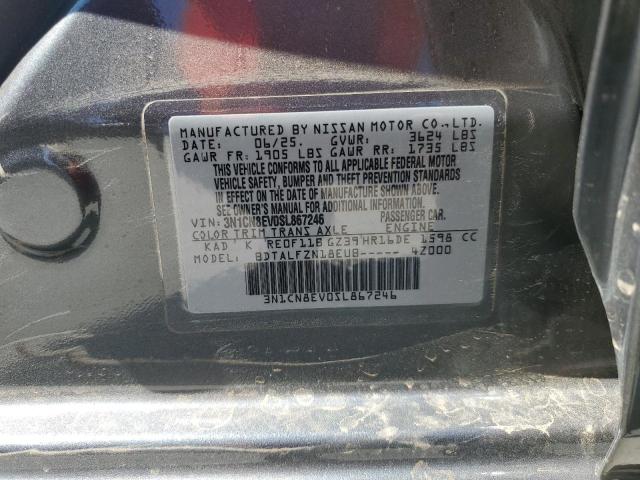 MANUFACTURED BY NISSAN MOTOR CO.,LTD.
DATE: 06/25. GVWR: 3624 LBS
GAWR FR: 1905 LBS GAWR RR: 1735 LBS
THIS VEHICLE CONFORMS TO ALL APPLICABLE FEDERAL MOTOR
VEHICLE SAFETY, BUMPER AND THEFT PREVENTION STANDARDS
IN EFFECT ON THE DATE OF MANUFACTURE SHOWN ABOVE.
SEE OWNER'S MANUAL FOR ADDITIONAL INFORMATION.
VIN: 3N1CN8EV0SL867246 PASSENGER CAR.
COLOR TRIM TRANS AXLE ENGINE
KAD K RE0F11B GZ39 HR16DE 1598 CC
MODEL: BDTALFZN18EUB----- 4Z000
3N1CN8EV0SL867246